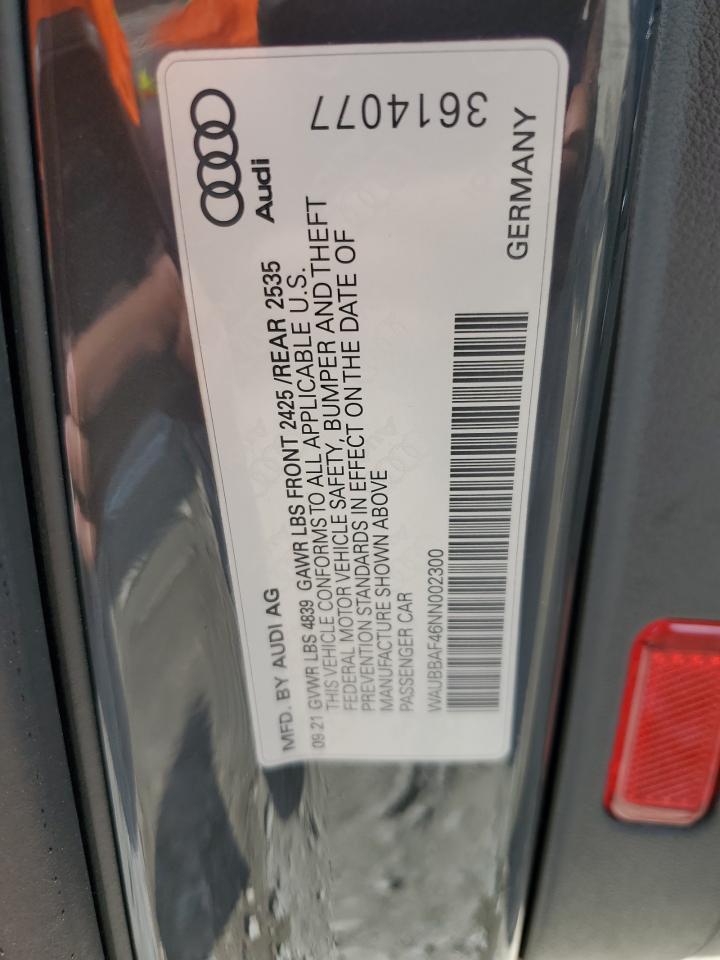 Audi
3614077
MFD. BY AUDI AG
09.21 GVWR LBS 4839 GAWR LBS FRONT 2425 /REAR 2535
THIS VEHICLE CONFORMS TO ALL APPLICABLE U.S.
FEDERAL MOTOR VEHICLE SAFETY, BUMPER AND THEFT
PREVENTION STANDARDS IN EFFECT ON THE DATE OF
MANUFACTURE SHOWN ABOVE
PASSENGER CAR
WAUBBAF46NN002300
GERMANY